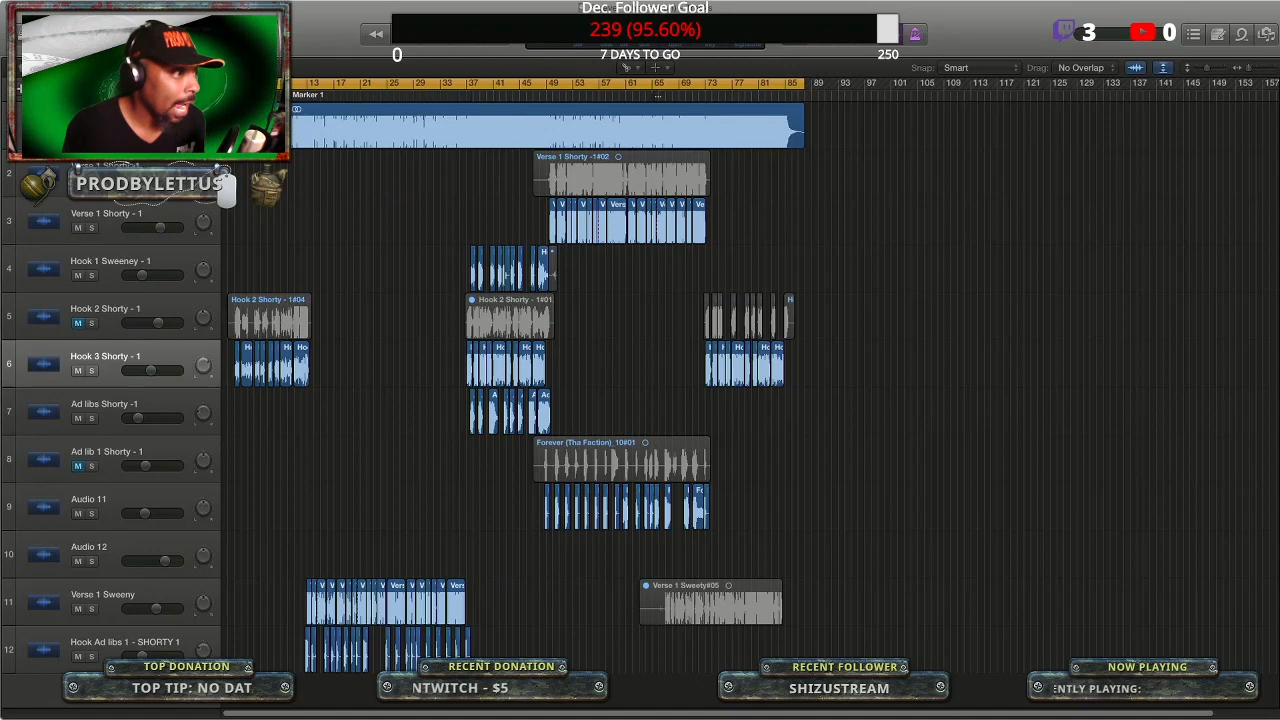 Dec. Follower Goal
239 (95.60%)
0
7 DAYS TO GO
250
3
0
Snap: Smart
Drag: No Overlap
13 17 21 25 29 33 37 41 45 49 53 57 61 65 69 73 77 81 85 89 93 97 101 105 109 113 117 121 125 129 133 137 141 145 149 153 157
Marker 1
PRODBYLETTUS
2
Verse 1 Shorty -1#02
3
Verse 1 Shorty - 1
M S
4
Hook 1 Sweeney - 1
M S
5
Hook 2 Shorty - 1
M S
Hook 2 Shorty - 1#04
Hook 2 Shorty - 1#01
6
Hook 3 Shorty - 1
M S
7
Ad libs Shorty -1
M S
8
Ad lib 1 Shorty - 1
M S
Forever (Tha Faction)_10#01
9
Audio 11
M S
10
Audio 12
M S
11
Verse 1 Sweeny
M S
Verse 1 Sweety#05
12
Hook Ad libs 1 - SHORTY 1
TOP DONATION
TOP TIP: NO DAT
RECENT DONATION
NTWITCH - $5
RECENT FOLLOWER
SHIZUSTREAM
NOW PLAYING
ENTLY PLAYING: